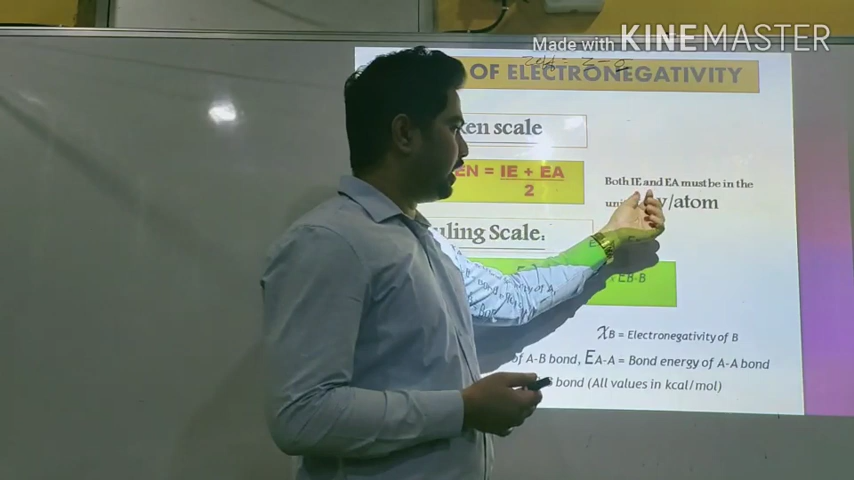 Made with KINEMASTER
OF ELECTRONEGATIVITY
ken scale
EN = IE + EA
2
Both IE and EA must be in the
/atom
uling Scale:
EB-B
χB = Electronegativity of B
of A-B bond, EA-A = Bond energy of A-A bond
bond (All values in kcal/mol)